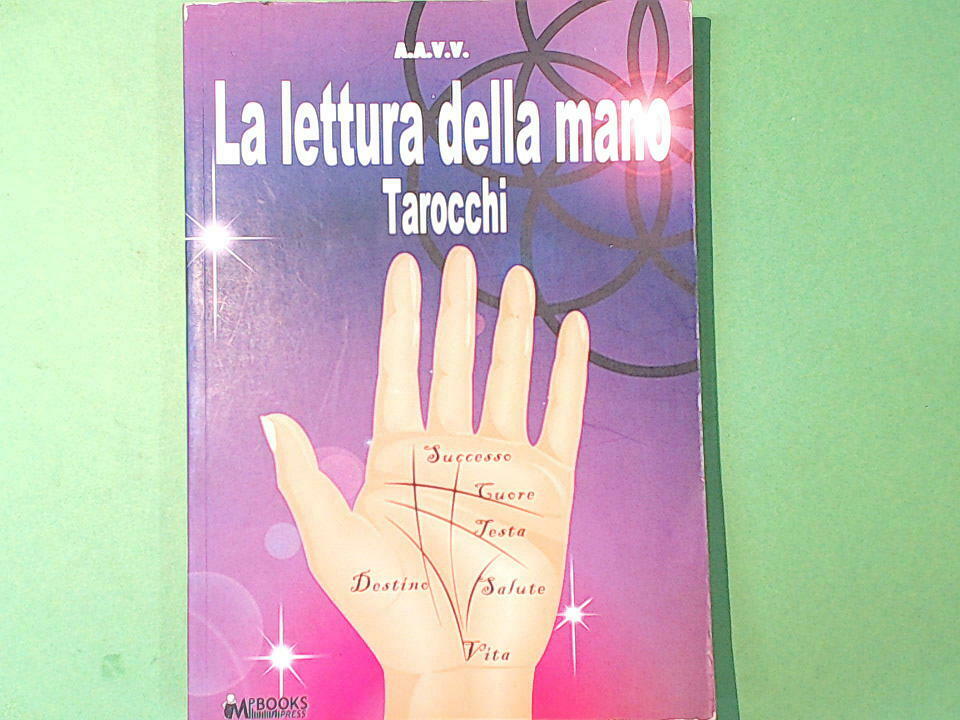 A.A.V.V.
La lettura della mano
Tarocchi
Successo
Cuore
Testa
Destino
Salute
Vita
MPBOOKS
PRESS